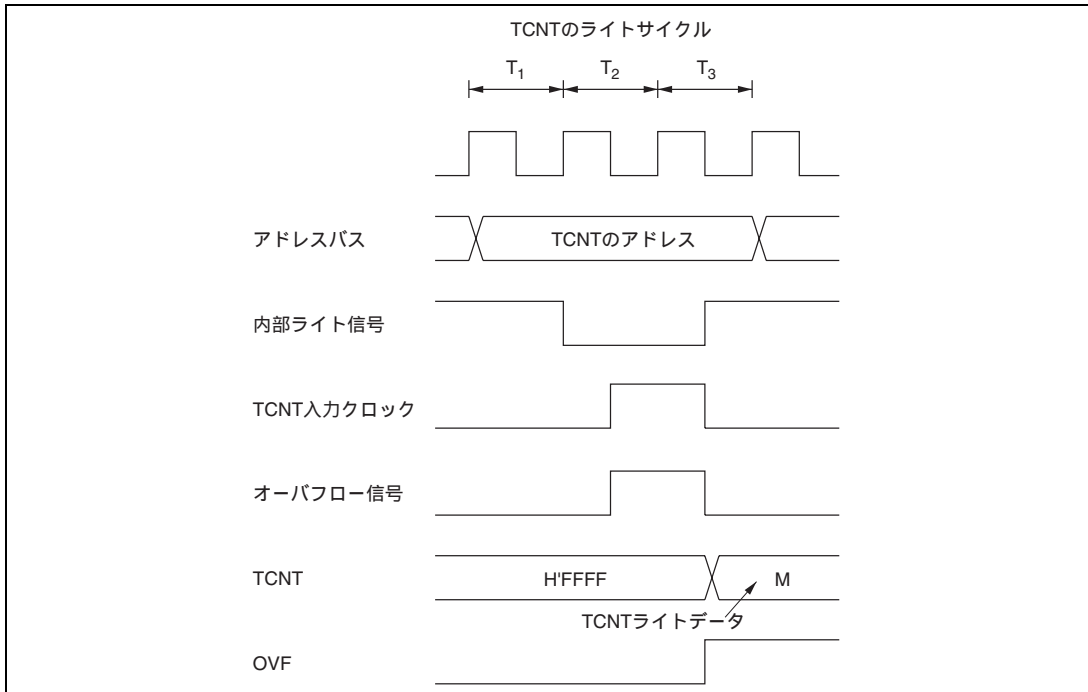 TCNTのライトサイクル
T1 T2 T3
アドレスバス TCNTのアドレス
内部ライト信号
TCNT入力クロック
オーバフロー信号
TCNT H'FFFF M
TCNTライトデータ
OVF